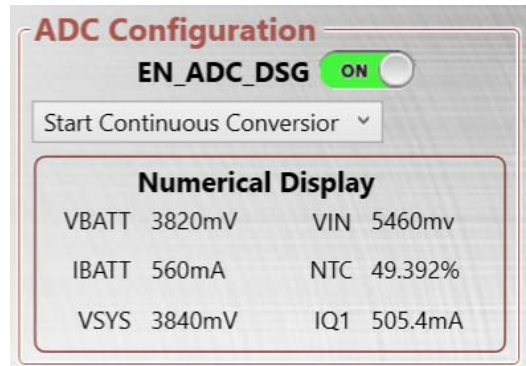 ADC Configuration
EN_ADC_DSG ON
Start Continuous Conversior
Numerical Display
VBATT 3820mV VIN 5460mv
IBATT 560mA NTC 49.392%
VSYS 3840mV IQ1 505.4mA